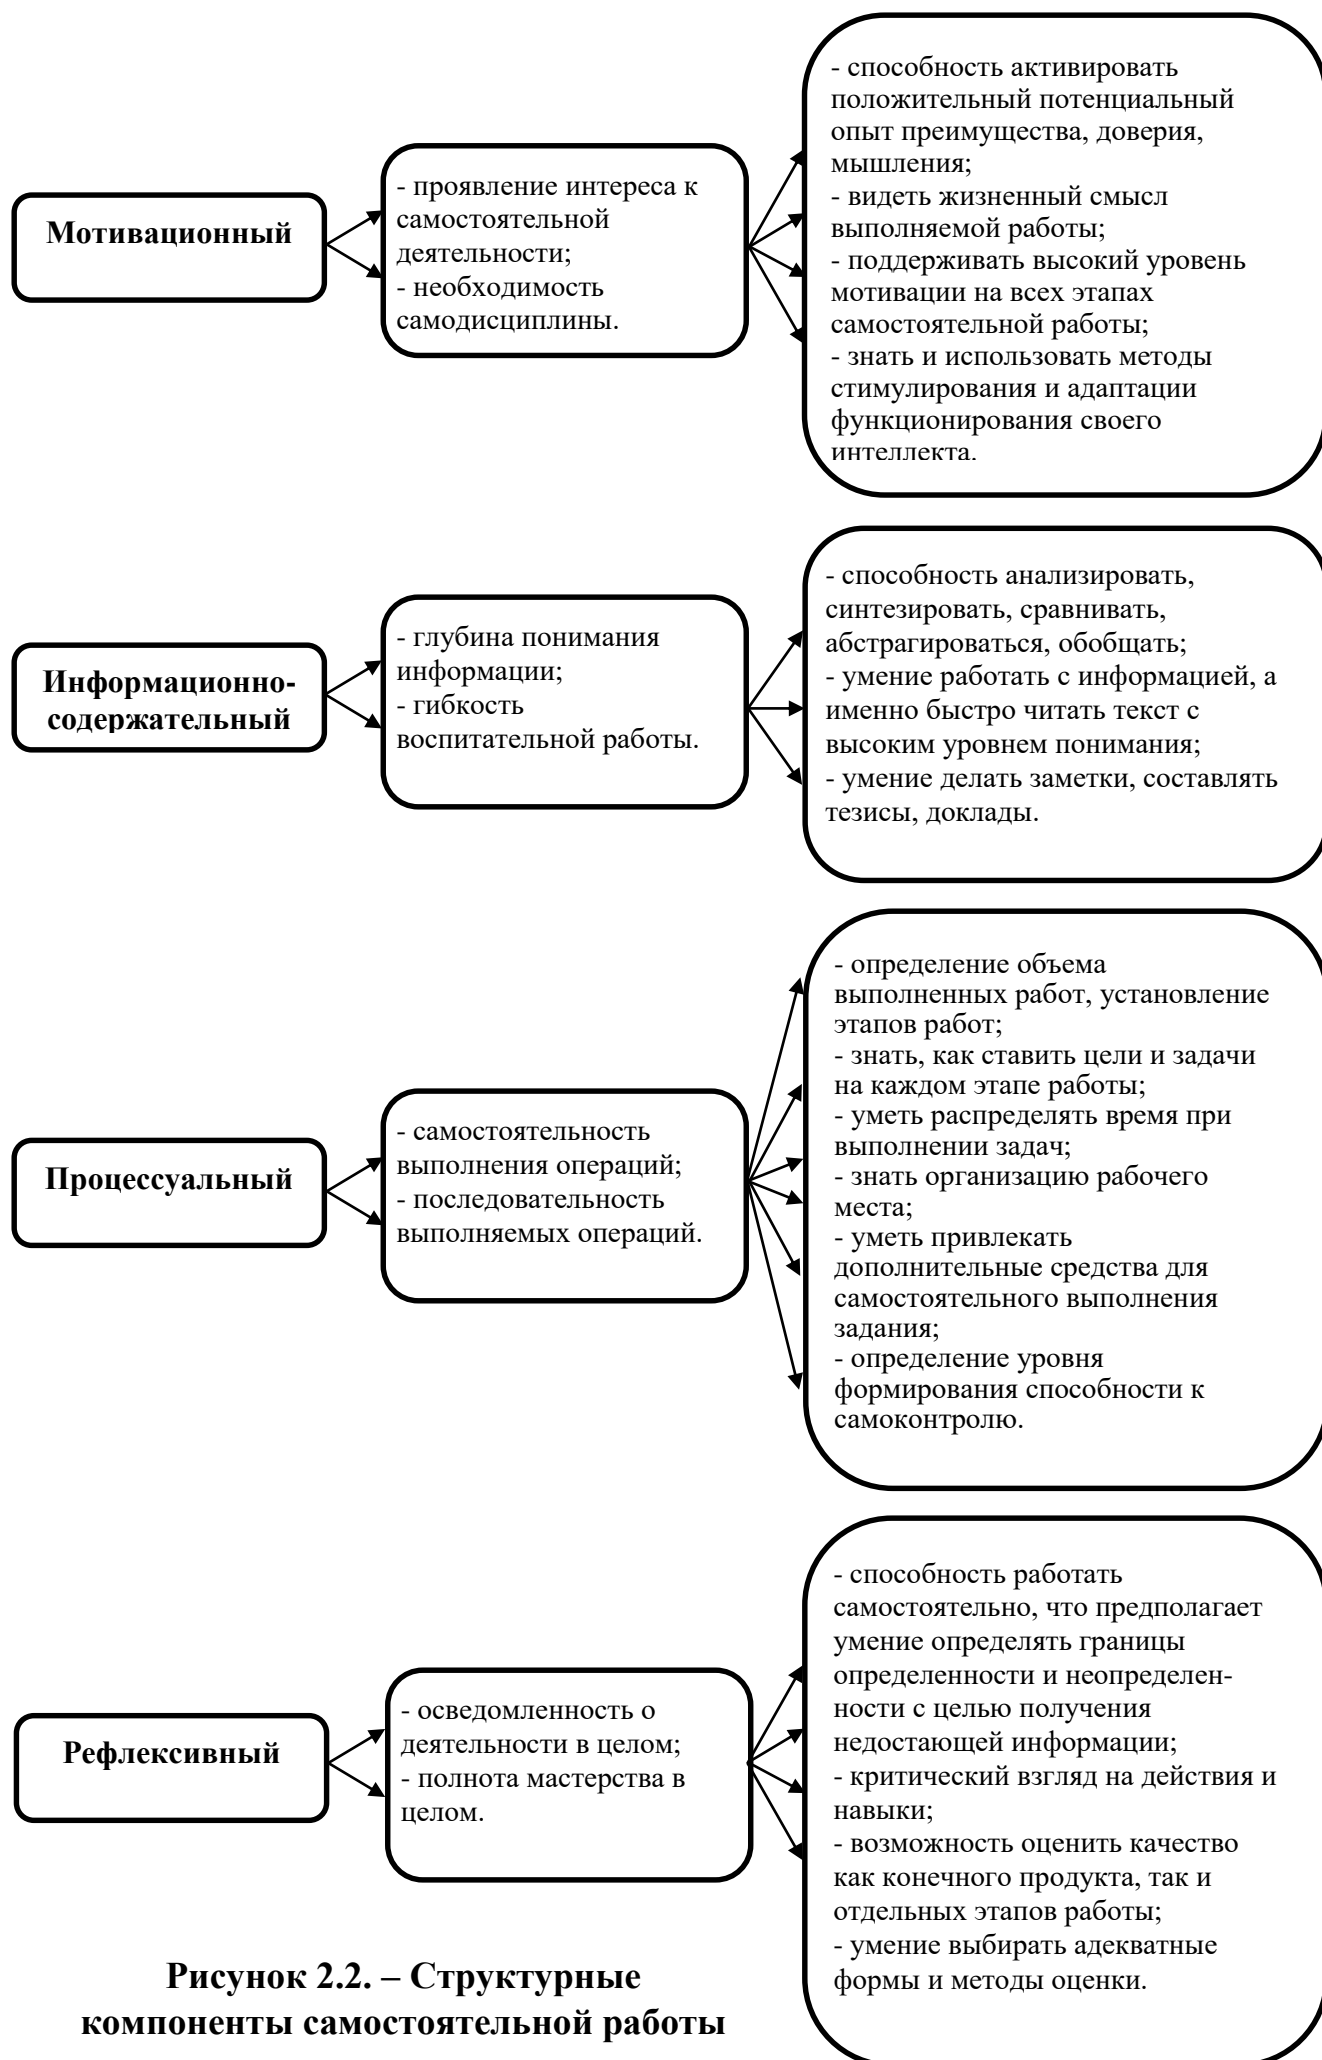 Мотивационный
- проявление интереса к
самостоятельной
деятельности;
- необходимость
самодисциплины.
- способность активировать
положительный потенциальный
опыт преимущества, доверия,
мышления;
- видеть жизненный смысл
выполняемой работы;
- поддерживать высокий уровень
мотивации на всех этапах
самостоятельной работы;
- знать и использовать методы
стимулирования и адаптации
функционирования своего
интеллекта.
Информационно-
содержательный
- глубина понимания
информации;
- гибкость
воспитательной работы.
- способность анализировать,
синтезировать, сравнивать,
абстрагироваться, обобщать;
- умение работать с информацией, а
именно быстро читать текст с
высоким уровнем понимания;
- умение делать заметки, составлять
тезисы, доклады.
Процессуальный
- самостоятельность
выполнения операций;
- последовательность
выполняемых операций.
- определение объема
выполненных работ, установление
этапов работ;
- знать, как ставить цели и задачи
на каждом этапе работы;
- уметь распределять время при
выполнении задач;
- знать организацию рабочего
места;
- уметь привлекать
дополнительные средства для
самостоятельного выполнения
задания;
- определение уровня
формирования способности к
самоконтролю.
Рефлексивный
- осведомленность о
деятельности в целом;
- полнота мастерства в
целом.
- способность работать
самостоятельно, что предполагает
умение определять границы
определенности и неопределен-
ности с целью получения
недостающей информации;
- критический взгляд на действия и
навыки;
- возможность оценить качество
как конечного продукта, так и
отдельных этапов работы;
- умение выбирать адекватные
формы и методы оценки.
Рисунок 2.2. – Структурные
компоненты самостоятельной работы